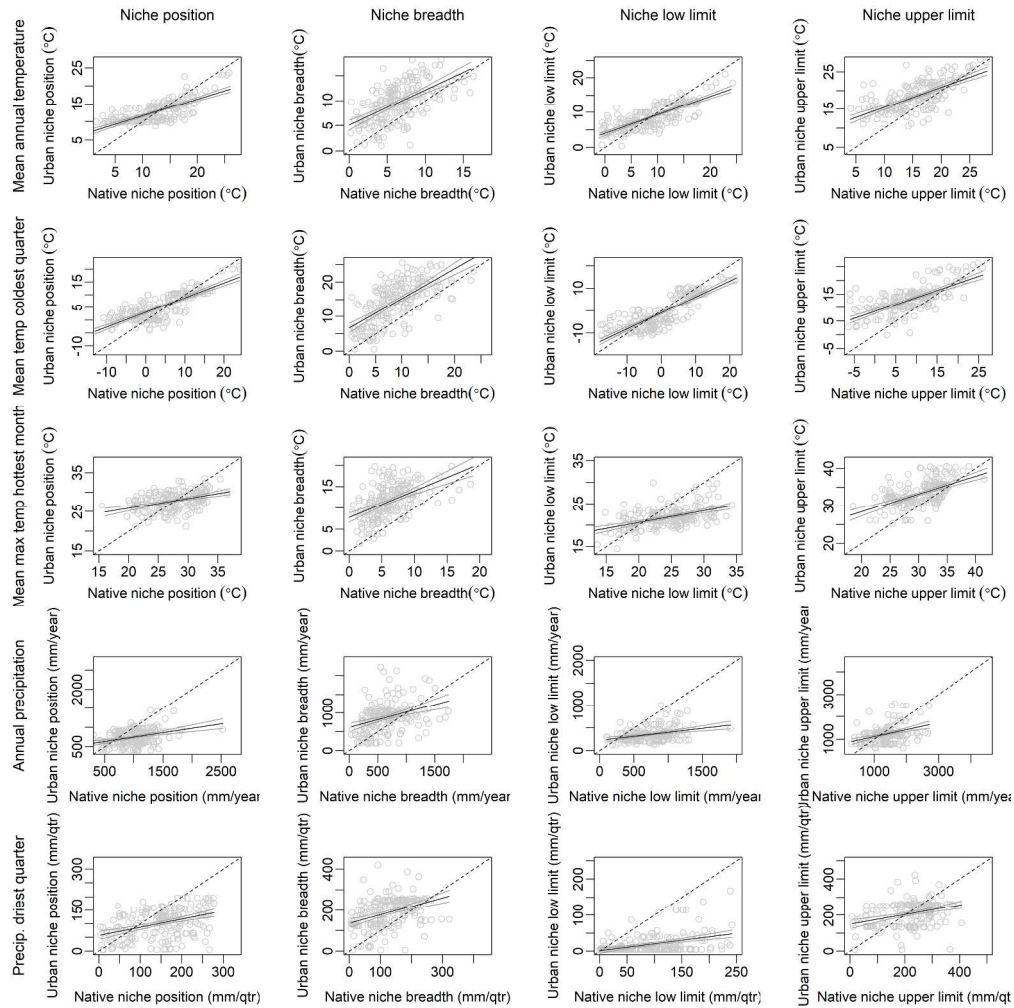 Niche position
Niche breadth
Niche low limit
Niche upper limit
Mean annual temperature
Urban niche position (°C)
5 15 25
5 10 15 20 25
Native niche position (°C)
Urban niche breadth(°C)
0 5 10
0 5 10 15
Native niche breadth(°C)
Urban niche low limit (°C)
0 10 20
0 5 10 15 20 25
Native niche low limit (°C)
Urban niche upper limit (°C)
5 15 25
5 10 15 20 25
Native niche upper limit (°C)
Mean temp coldest quarter
Urban niche position (°C)
-10 5 15
-10 0 10 20
Native niche position (°C)
Urban niche breadth(°C)
0 10 20
0 5 10 15 20 25
Native niche breadth(°C)
Urban niche low limit (°C)
-10 0 10
-10 0 10 20
Native niche low limit (°C)
Urban niche upper limit (°C)
-5 5 15 25
-5 5 15 25
Native niche upper limit (°C)
Mean max temp hottest month
Urban niche position (°C)
15 25 35
15 20 25 30 35
Native niche position (°C)
Urban niche breadth(°C)
0 5 15
0 5 10 15 20
Native niche breadth(°C)
Urban niche low limit (°C)
15 25 35
15 20 25 30 35
Native niche low limit (°C)
Urban niche upper limit (°C)
20 30 40
20 25 30 35 40
Native niche upper limit (°C)
Annual precipitation
Urban niche position (mm/year)
500 2000
500 1500 2500
Native niche position (mm/year
Urban niche breadth (mm/year)
0 1000
0 500 1500
Native niche breadth (mm/year)
Urban niche low limit (mm/year)
0 500 1000 2000
0 500 1500
Native niche low limit (mm/year)
Urban niche upper limit (mm/year)
1000 3000
1000 3000
Native niche upper limit (mm/year)
Precip. driest quarter
Urban niche position (mm/qtr)
0 100 200 300
0 100 200 300
Native niche position (mm/qtr)
Urban niche breadth (mm/qtr)
0 100 200 400
0 100 200 400
Native niche breadth (mm/qtr)
Urban niche low limit (mm/qtr)
0 100 200
0 50 100 150 200 250
Native niche low limit (mm/qtr)
Urban niche upper limit (mm/qtr)
0 100 200 400
0 100 200 400
Native niche upper limit (mm/qtr)